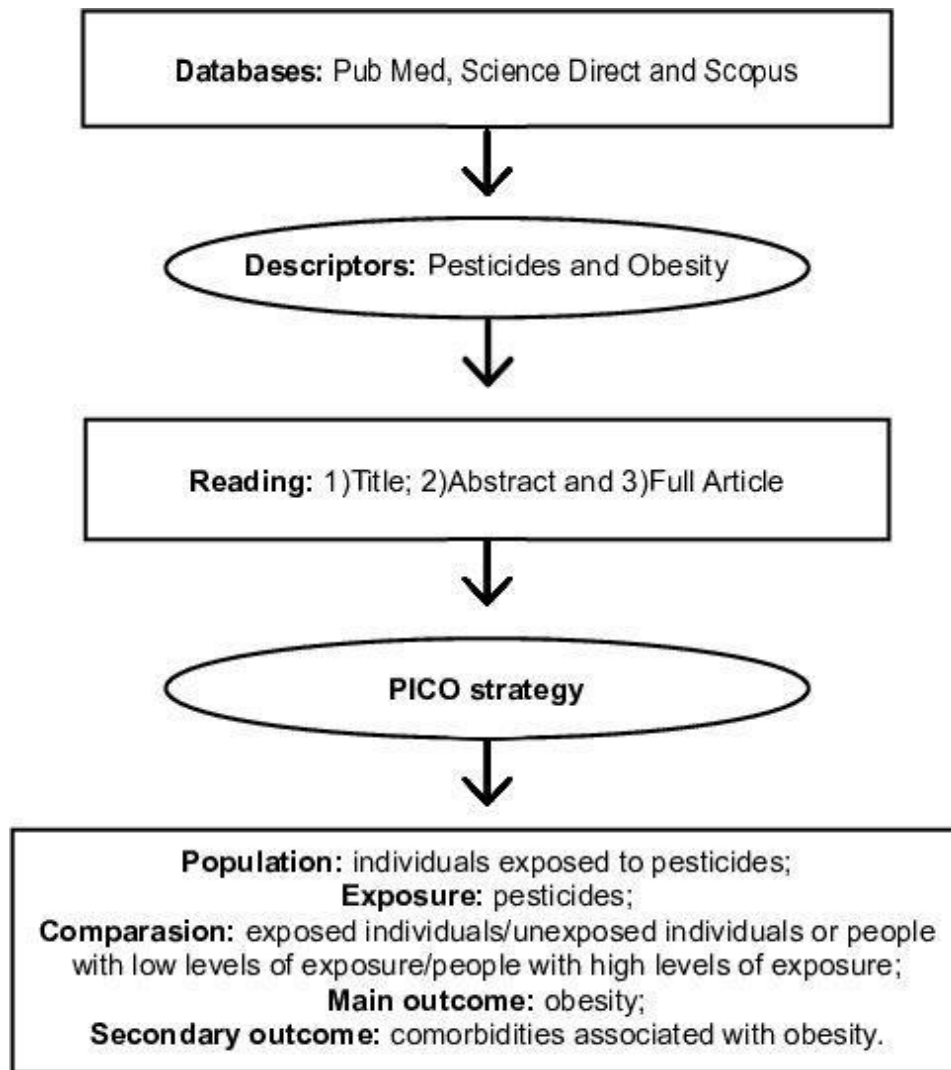 Databases: Pub Med, Science Direct and Scopus
Descriptors: Pesticides and Obesity
Reading: 1)Title; 2)Abstract and 3)Full Article
PICO strategy
Population: individuals exposed to pesticides;
Exposure: pesticides;
Comparasion: exposed individuals/unexposed individuals or people
with low levels of exposure/people with high levels of exposure;
Main outcome: obesity;
Secondary outcome: comorbidities associated with obesity.